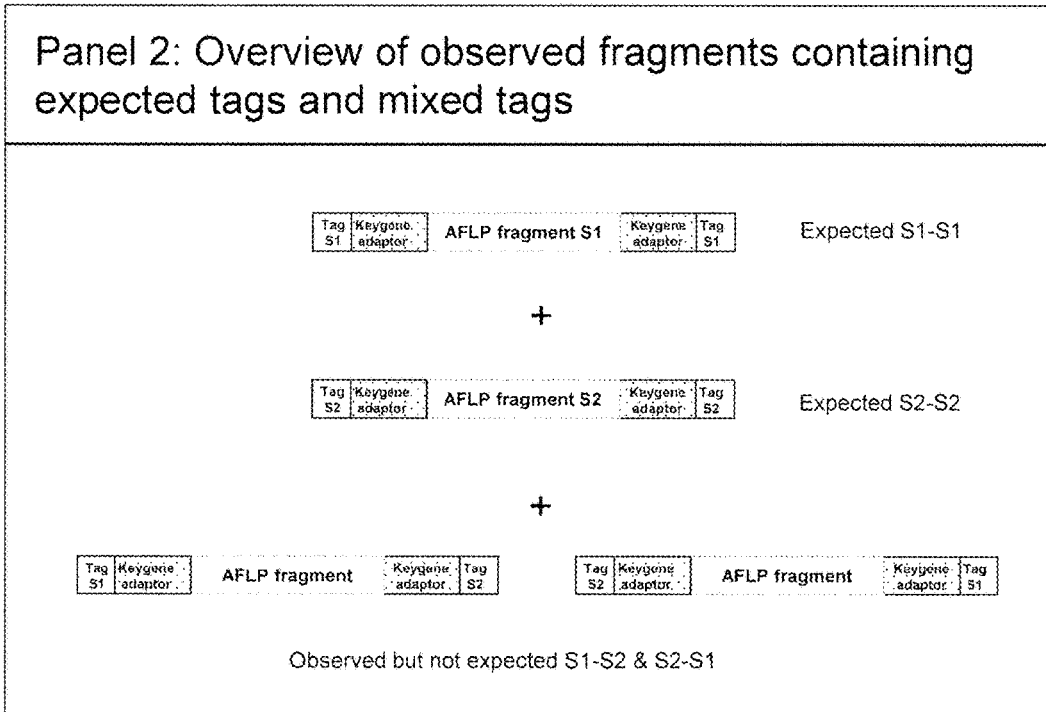 Panel 2: Overview of observed fragments containing
expected tags and mixed tags
Tag S1 Keygene adaptor AFLP fragment S1 Keygene adaptor Tag S1 Expected S1-S1
+
Tag S2 Keygene adaptor AFLP fragment S2 Keygene adaptor Tag S2 Expected S2-S2
+
Tag S1 Keygene adaptor AFLP fragment Keygene adaptor Tag S2
Tag S2 Keygene adaptor AFLP fragment Keygene adaptor Tag S1
Observed but not expected S1-S2 & S2-S1